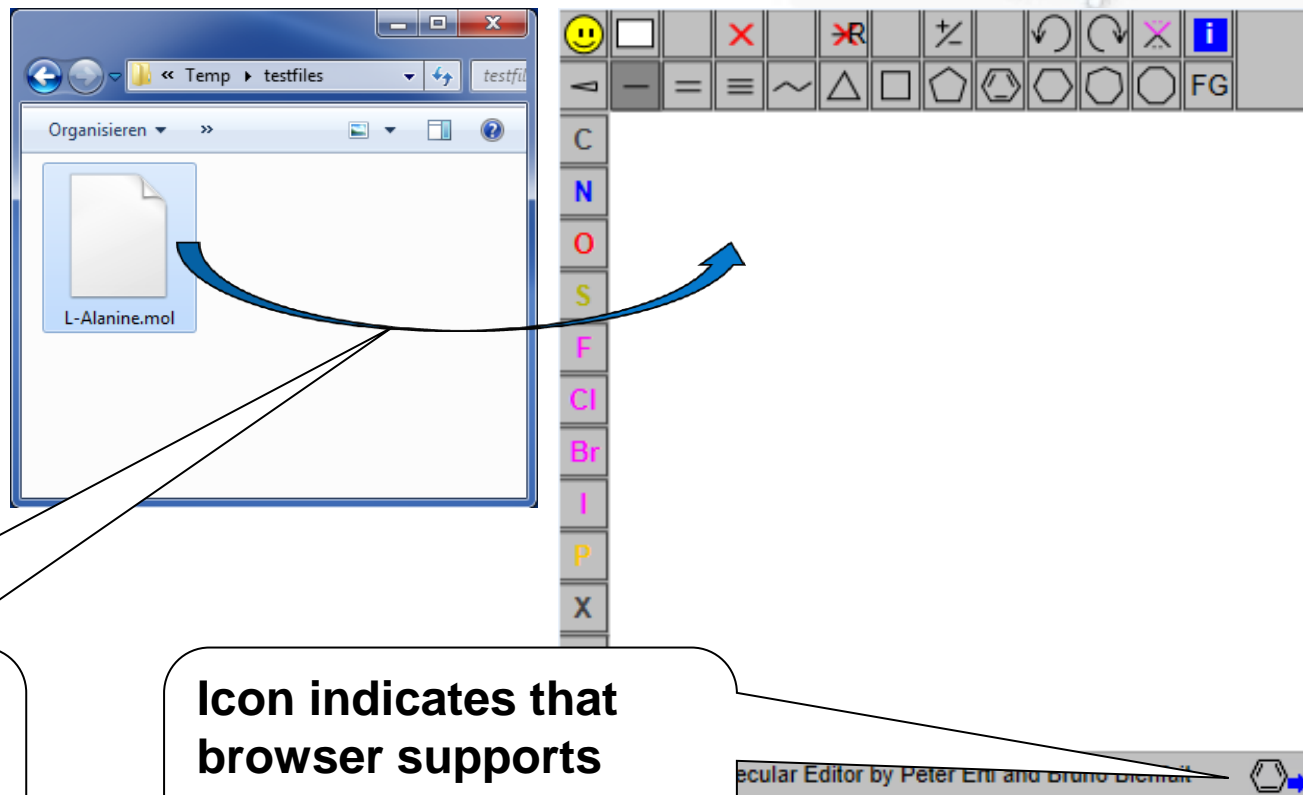 « Temp testfiles
Organisieren »
L-Alanine.mol
R +/-
i
FG
C
N
O
S
F
Cl
Br
I
P
X
Icon indicates that
browser supports
ecular Editor by Peter Ertl and Bruno Bienfait